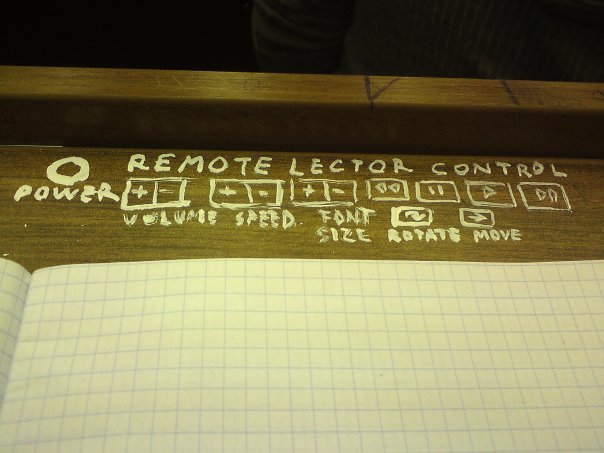 REMOTE LECTOR CONTROL
POWER + - + - + -
VOLUME SPEED FONT
SIZE ROTATE MOVE